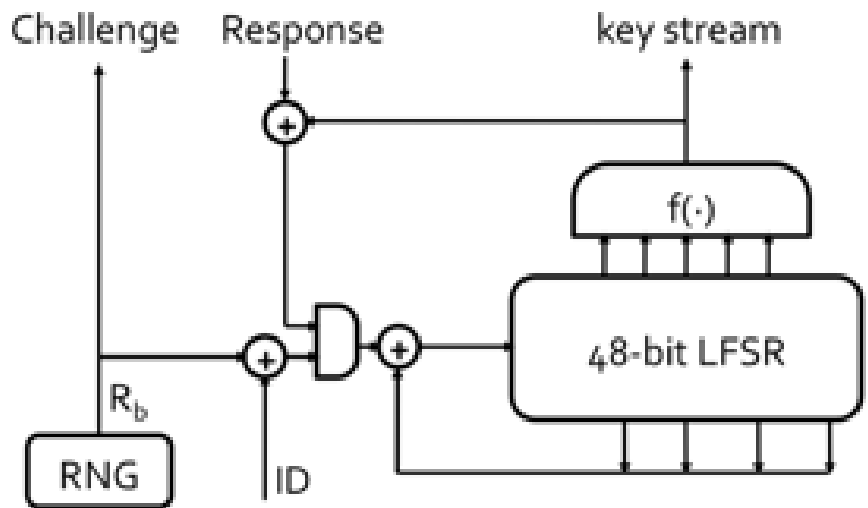 Challenge
Response
key stream
f(·)
48-bit LFSR
R_b
RNG
ID